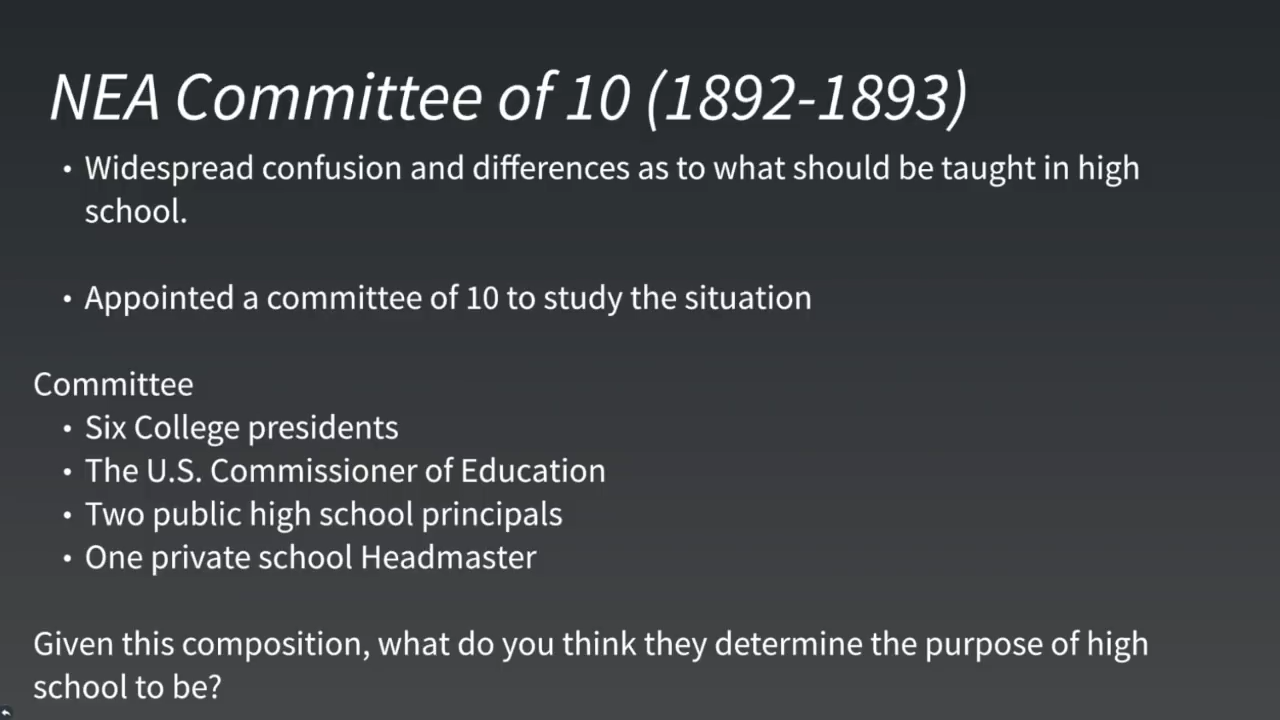 NEA Committee of 10 (1892-1893)
• Widespread confusion and differences as to what should be taught in high
school.
• Appointed a committee of 10 to study the situation
Committee
• Six College presidents
• The U.S. Commissioner of Education
• Two public high school principals
• One private school Headmaster
Given this composition, what do you think they determine the purpose of high
school to be?